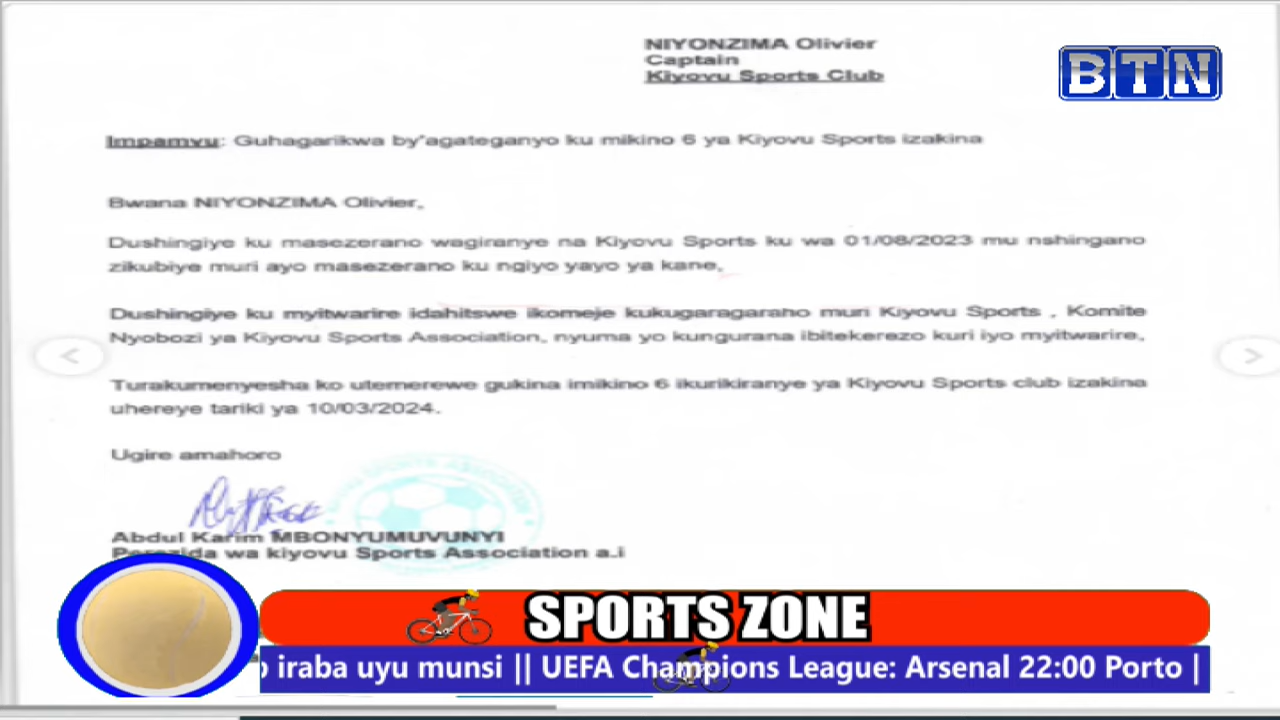 NIYONZIMA Olivier
Captain
Kiyovu Sports Club
BTN
Impamvu: Guhagarikwa by'agateganyo ku mikino 6 ya Kiyovu Sports izakina
Bwana NIYONZIMA Olivier,
Dushingiye ku masezerano wagiranye na Kiyovu Sports ku wa 01/08/2023 mu nshingano
zikubiye muri ayo masezerano ku ngiyo yayo ya kane,
Dushingiye ku myitwarire idahitswe ikomeje kukugaragaraho muri Kiyovu Sports , Komite
Nyobozi ya Kiyovu Sports Association, nyuma yo kungurana ibitekerezo kuri iyo myitwarire,
Turakumenyesha ko utemerewe gukina imikino 6 ikurikiranye ya Kiyovu Sports club izakina
uhereye tariki ya 10/03/2024.
Ugire amahoro
Abdul Karim MBONYUMUVUNYI
Perezida wa kiyovu Sports Association a.i
SPORTS ZONE
iraba uyu munsi || UEFA Champions League: Arsenal 22:00 Porto |